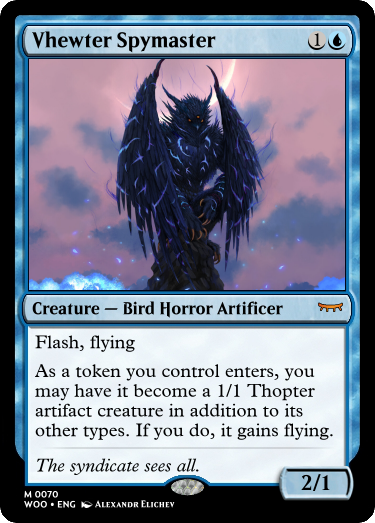 Vhewter Spymaster 1
Creature — Bird Horror Artificer
Flash, flying
As a token you control enters, you
may have it become a 1/1 Thopter
artifact creature in addition to its
other types. If you do, it gains flying.
The syndicate sees all.
2/1
M 0070
WOO • ENG Alexandr Elichev